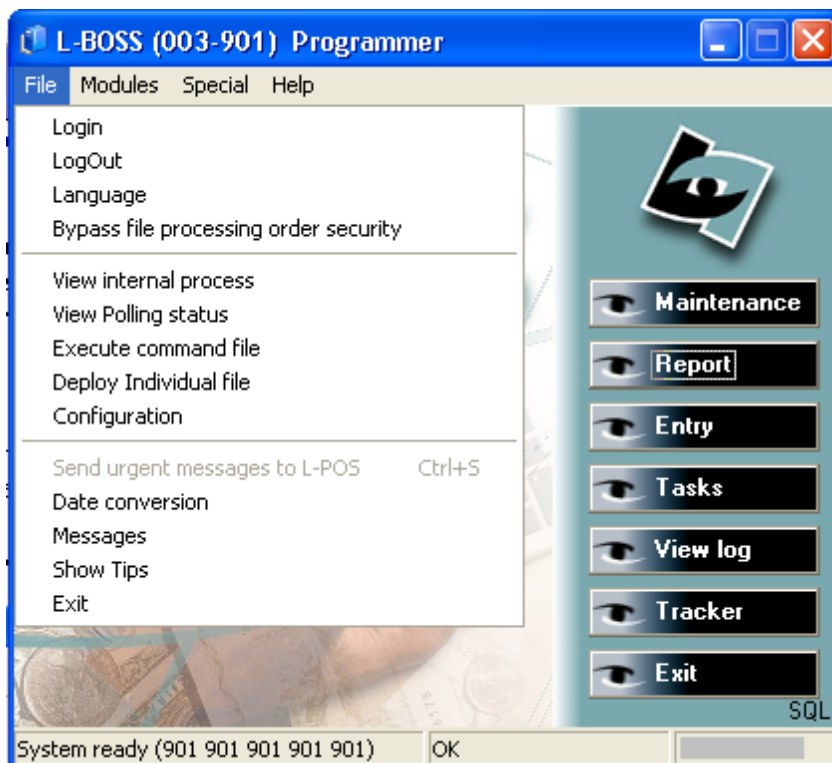 L-BOSS (003-901) Programmer
File Modules Special Help
Login
LogOut
Language
Bypass file processing order security
View internal process
View Polling status
Execute command file
Deploy Individual file
Configuration
Send urgent messages to L-POS Ctrl+S
Date conversion
Messages
Show Tips
Exit
Maintenance
Report
Entry
Tasks
View log
Tracker
Exit
SQL
System ready (901 901 901 901 901) OK